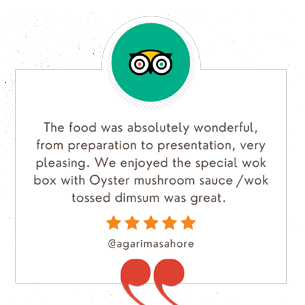 The food was absolutely wonderful,
from preparation to presentation, very
pleasing. We enjoyed the special wok
box with Oyster mushroom sauce /wok
tossed dimsum was great.
@agarimasahore